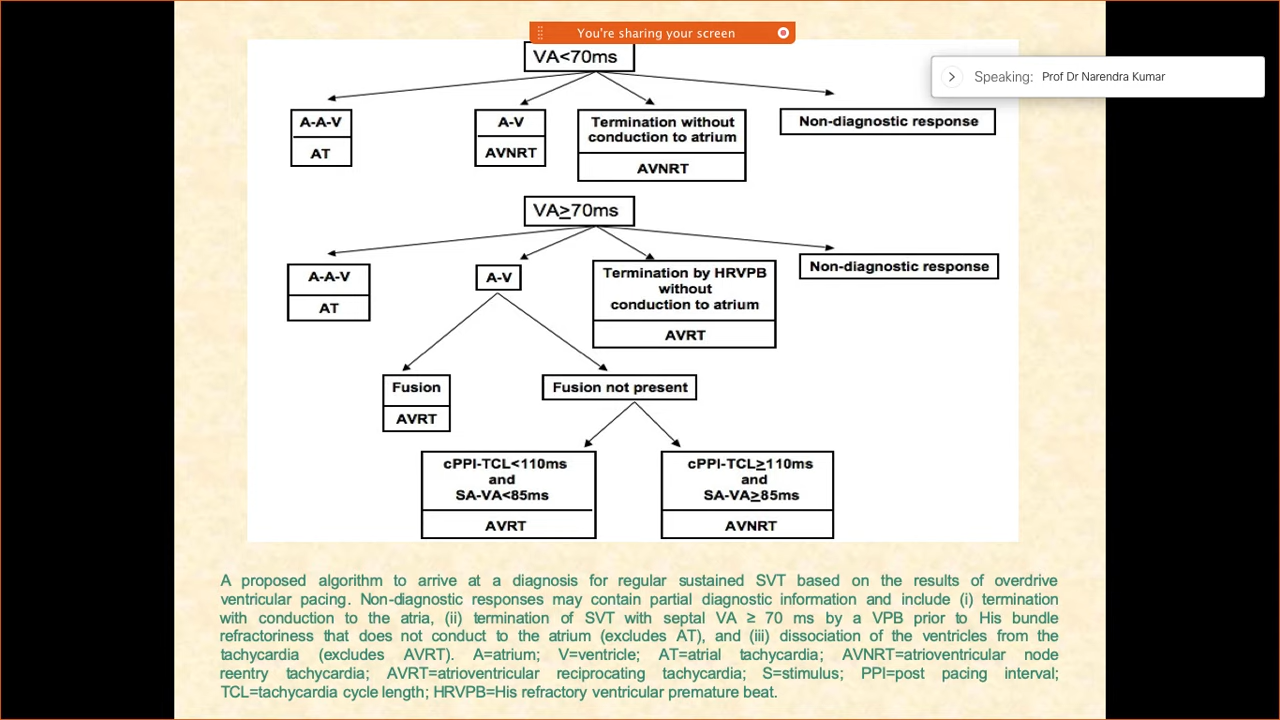 You're sharing your screen
Speaking: Prof Dr Narendra Kumar
VA<70ms
A-A-V
AT
A-V
AVNRT
Termination without
conduction to atrium
AVNRT
Non-diagnostic response
VA≥70ms
A-A-V
AT
A-V
Termination by HRVPB
without
conduction to atrium
AVRT
Non-diagnostic response
Fusion
AVRT
Fusion not present
cPPI-TCL<110ms
and
SA-VA<85ms
AVRT
cPPI-TCL≥110ms
and
SA-VA≥85ms
AVNRT
A proposed algorithm to arrive at a diagnosis for regular sustained SVT based on the results of overdrive
ventricular pacing. Non-diagnostic responses may contain partial diagnostic information and include (i) termination
with conduction to the atria, (ii) termination of SVT with septal VA ≥ 70 ms by a VPB prior to His bundle
refractoriness that does not conduct to the atrium (excludes AT), and (iii) dissociation of the ventricles from the
tachycardia (excludes AVRT). A=atrium; V=ventricle; AT=atrial tachycardia; AVNRT=atrioventricular node
reentry tachycardia; AVRT=atrioventricular reciprocating tachycardia; S=stimulus; PPI=post pacing interval;
TCL=tachycardia cycle length; HRVPB=His refractory ventricular premature beat.